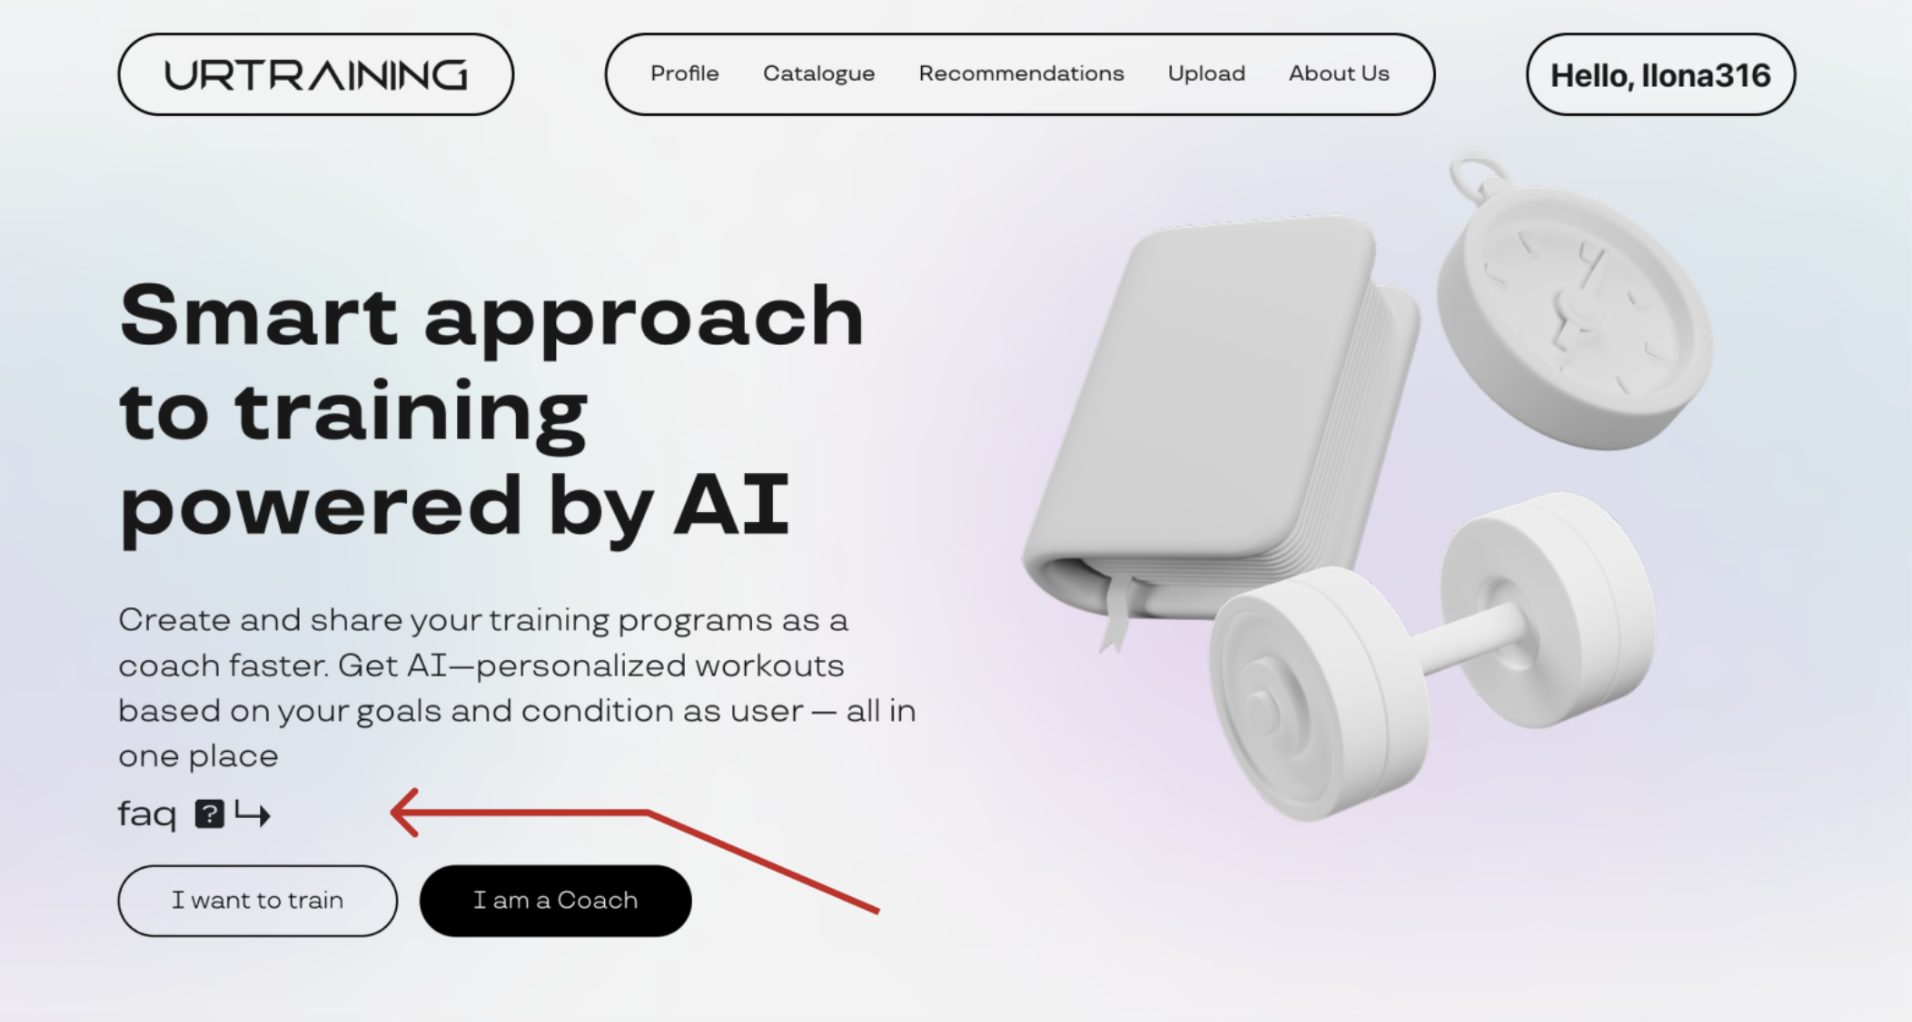 URTRAINING
Profile Catalogue Recommendations Upload About Us
Hello, Ilona316
Smart approach
to training
powered by AI
Create and share your training programs as a
coach faster. Get AI—personalized workouts
based on your goals and condition as user — all in
one place
faq ?
I want to train
I am a Coach